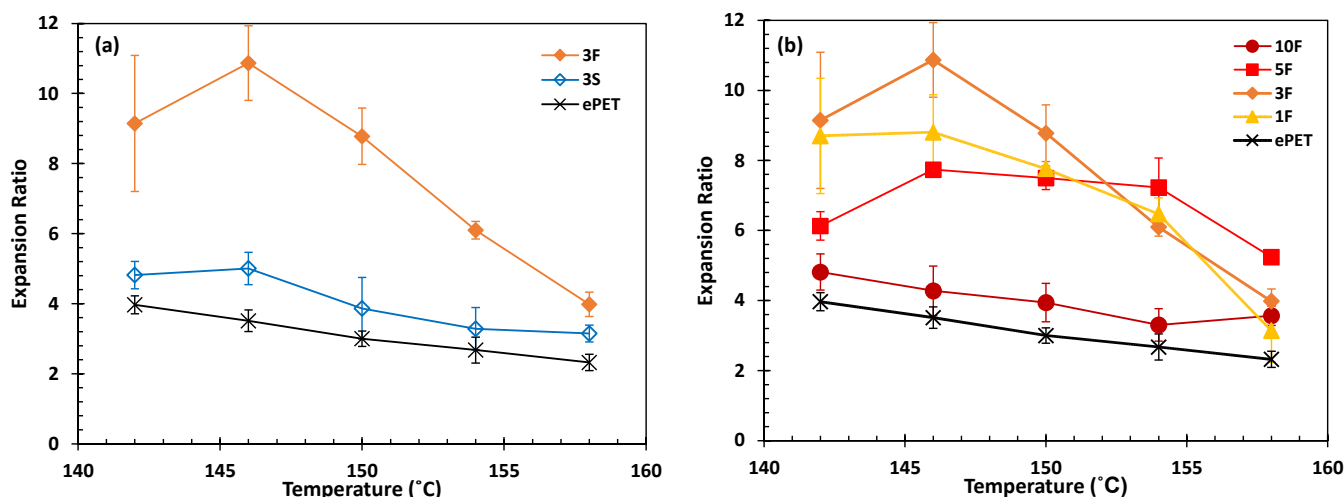 (a)
3F
3S
ePET
12
10
8
6
4
2
0
Expansion Ratio
140 145 150 155 160
Temperature (˚C)
(b)
10F
5F
3F
1F
ePET
12
10
8
6
4
2
0
Expansion Ratio
140 145 150 155 160
Temperature (˚C)